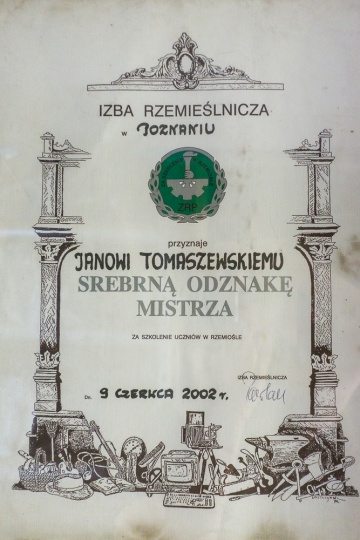 IZBA RZEMIEŚLNICZA
w POZNANIU
ZRP
przyznaje
JANOWI TOMASZEWSKIEMU
SREBRNĄ ODZNAKĘ
MISTRZA
ZA SZKOLENIE UCZNIÓW W RZEMIOŚLE
IZBA RZEMIEŚLNICZA
Dn. 9 CZERWCA 2002 r.